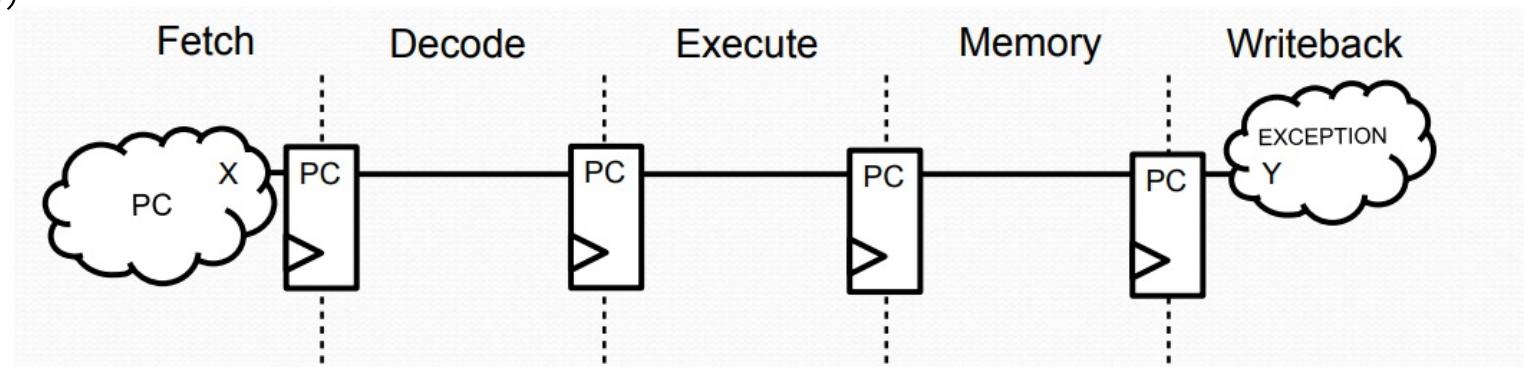 )
Fetch Decode Execute Memory Writeback
EXCEPTION
X PC PC PC PC Y
PC